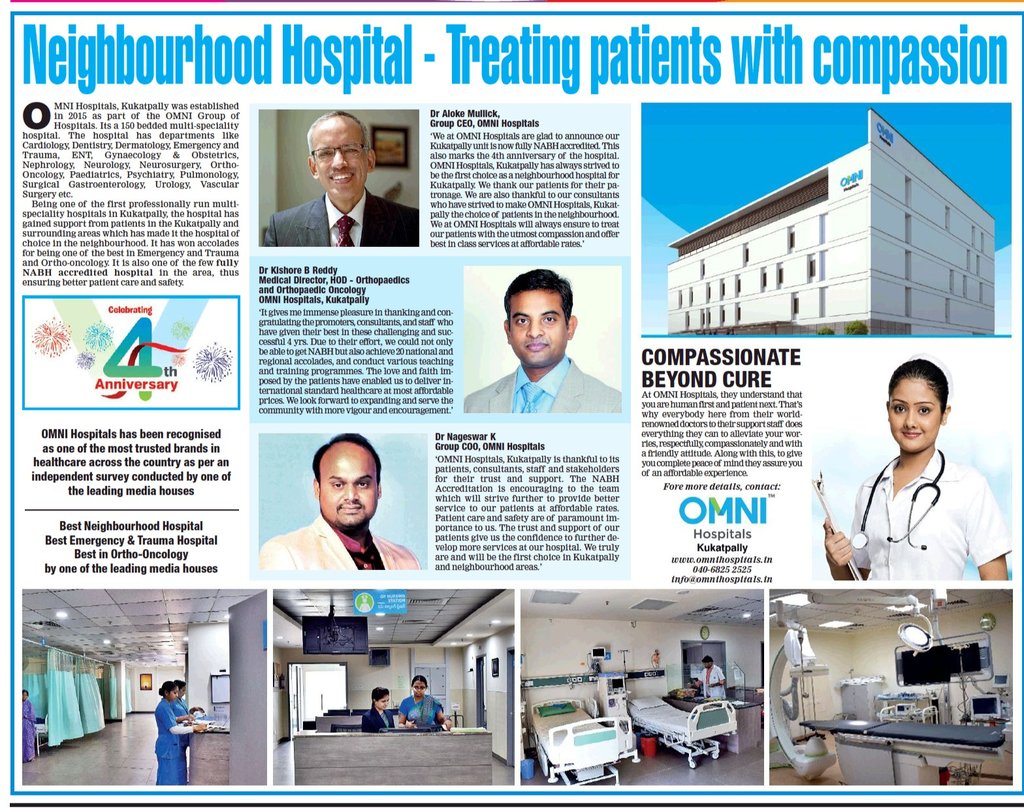 Neighbourhood Hospital - Treating patients with compassion
OMNI Hospitals, Kukatpally was established
in 2015 as part of the OMNI Group of
Hospitals. Its a 150 bedded multi-speciality
hospital. The hospital has departments like
Cardiology, Dentistry, Dermatology, Emergency and
Trauma, ENT, Gynaecology & Obstetrics,
Nephrology, Neurology, Neurosurgery, Ortho-
Oncology, Paediatrics, Psychiatry, Pulmonology,
Surgical Gastroenterology, Urology, Vascular
Surgery etc.
Being one of the first professionally run multi-
speciality hospitals in Kukatpally, the hospital has
gained support from patients in the Kukatpally and
surrounding areas which has made it the hospital of
choice in the neighbourhood. It has won accolades
for being one of the best in Emergency and Trauma
and Ortho-oncology. It is also one of the few fully
NABH accredited hospital in the area, thus
ensuring better patient care and safety.
Celebrating
4th
Anniversary
OMNI Hospitals has been recognised
as one of the most trusted brands in
healthcare across the country as per an
independent survey conducted by one of
the leading media houses
Best Neighbourhood Hospital
Best Emergency & Trauma Hospital
Best in Ortho-Oncology
by one of the leading media houses
Dr Aloke Mullick,
Group CEO, OMNI Hospitals
'We at OMNI Hospitals are glad to announce our
Kukatpally unit is now fully NABH accredited. This
also marks the 4th anniversary of the hospital.
OMNI Hospitals, Kukatpally has always strived to
be the first choice as a neighbourhood hospital for
Kukatpally. We thank our patients for their pa-
tronage. We are also thankful to our consultants
who have strived to make OMNI Hospitals, Kukat-
pally the choice of patients in the neighbourhood.
We at OMNI Hospitals will always ensure to treat
our patients with the utmost compassion and offer
best in class services at affordable rates.'
Dr Kishore B Reddy
Medical Director, HOD - Orthopaedics
and Orthopaedic Oncology
OMNI Hospitals, Kukatpally
'It gives me immense pleasure in thanking and con-
gratulating the promoters, consultants, and staff who
have given their best in these challenging and suc-
cessful 4 yrs. Due to their effort, we could not only
be able to get NABH but also achieve 20 national and
regional accolades, and conduct various teaching
and training programmes. The love and faith im-
posed by the patients have enabled us to deliver in-
ternational standard healthcare at most affordable
prices. We look forward to expanding and serve the
community with more vigour and encouragement.'
Dr Nageswar K
Group COO, OMNI Hospitals
'OMNI Hospitals, Kukatpally is thankful to its
patients, consultants, staff and stakeholders
for their trust and support. The NABH
Accreditation is encouraging to the team
which will strive further to provide better
service to our patients at affordable rates.
Patient care and safety are of paramount im-
portance to us. The trust and support of our
patients give us the confidence to further de-
velop more services at our hospital. We truly
are and will be the first choice in Kukatpally
and neighbourhood areas.'
OMNI
Hospitals
OMNI
Hospitals
COMPASSIONATE
BEYOND CURE
At OMNI Hospitals, they understand that
you are human first and patient next. That's
why everybody here from their world-
renowned doctors to their support staff does
everything they can to alleviate your wor-
ries, respectfully, compassionately and with
a friendly attitude. Along with this, to give
you complete peace of mind they assure you
of an affordable experience.
Fore more details, contact:
OMNI™
Hospitals
Kukatpally
www.omnihospitals.in
040-6825 2525
info@omnihospitals.in
STATION